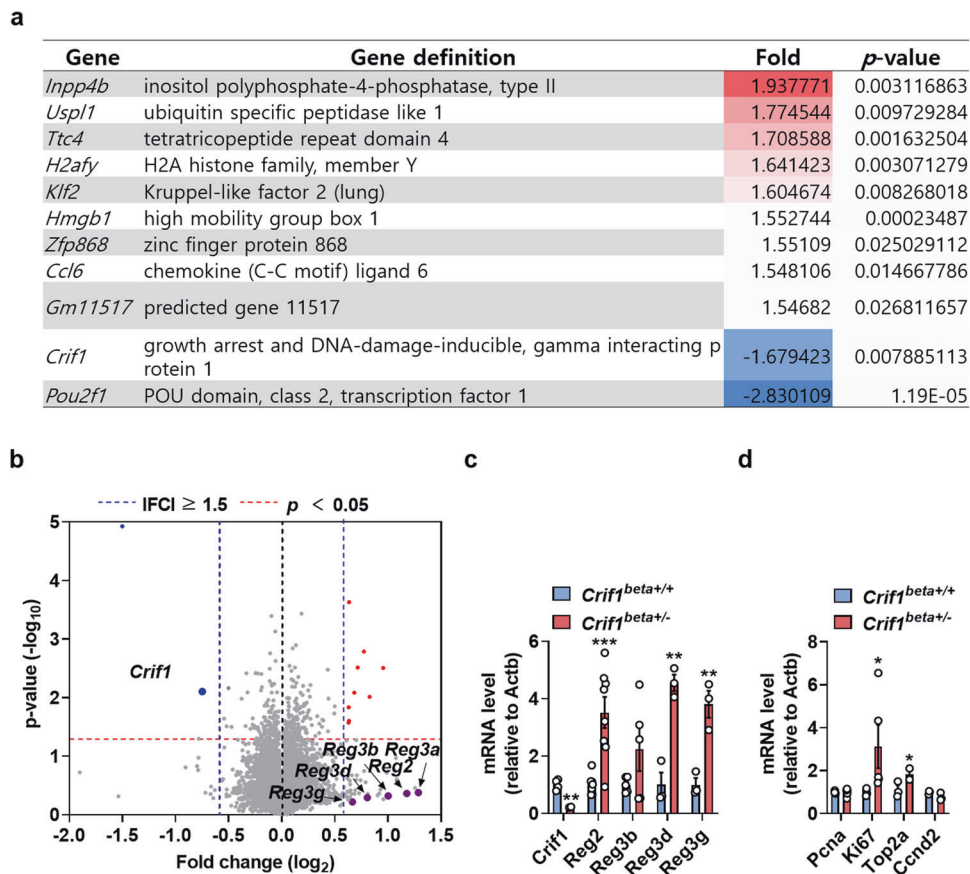 a
Gene Gene definition Fold p-value
Inpp4b inositol polyphosphate-4-phosphatase, type II 1.937771 0.003116863
Uspl1 ubiquitin specific peptidase like 1 1.774544 0.009729284
Ttc4 tetratricopeptide repeat domain 4 1.708588 0.001632504
H2afy H2A histone family, member Y 1.641423 0.003071279
Klf2 Kruppel-like factor 2 (lung) 1.604674 0.008268018
Hmgb1 high mobility group box 1 1.552744 0.00023487
Zfp868 zinc finger protein 868 1.55109 0.025029112
Ccl6 chemokine (C-C motif) ligand 6 1.548106 0.014667786
Gm11517 predicted gene 11517 1.54682 0.026811657
Crif1 growth arrest and DNA-damage-inducible, gamma interacting p
rotein 1 -1.679423 0.007885113
Pou2f1 POU domain, class 2, transcription factor 1 -2.830109 1.19E-05
b
IFCI ≥ 1.5 p < 0.05
p-value (-log10)
5
4
3
2
1
0
Crif1
Reg3b Reg3a
Reg3d Reg2
Reg3g
-2.0 -1.5 -1.0 -0.5 0.0 0.5 1.0 1.5
Fold change (log2)
c
Crif1beta+/+
Crif1beta+/-
mRNA level
(relative to Actb)
6
4
2
0
**
***
**
**
Crif1 Reg2 Reg3b Reg3d Reg3g
d
Crif1beta+/+
Crif1beta+/-
mRNA level
(relative to Actb)
8
6
4
2
0
*
*
Pcna Ki67 Top2a Ccnd2